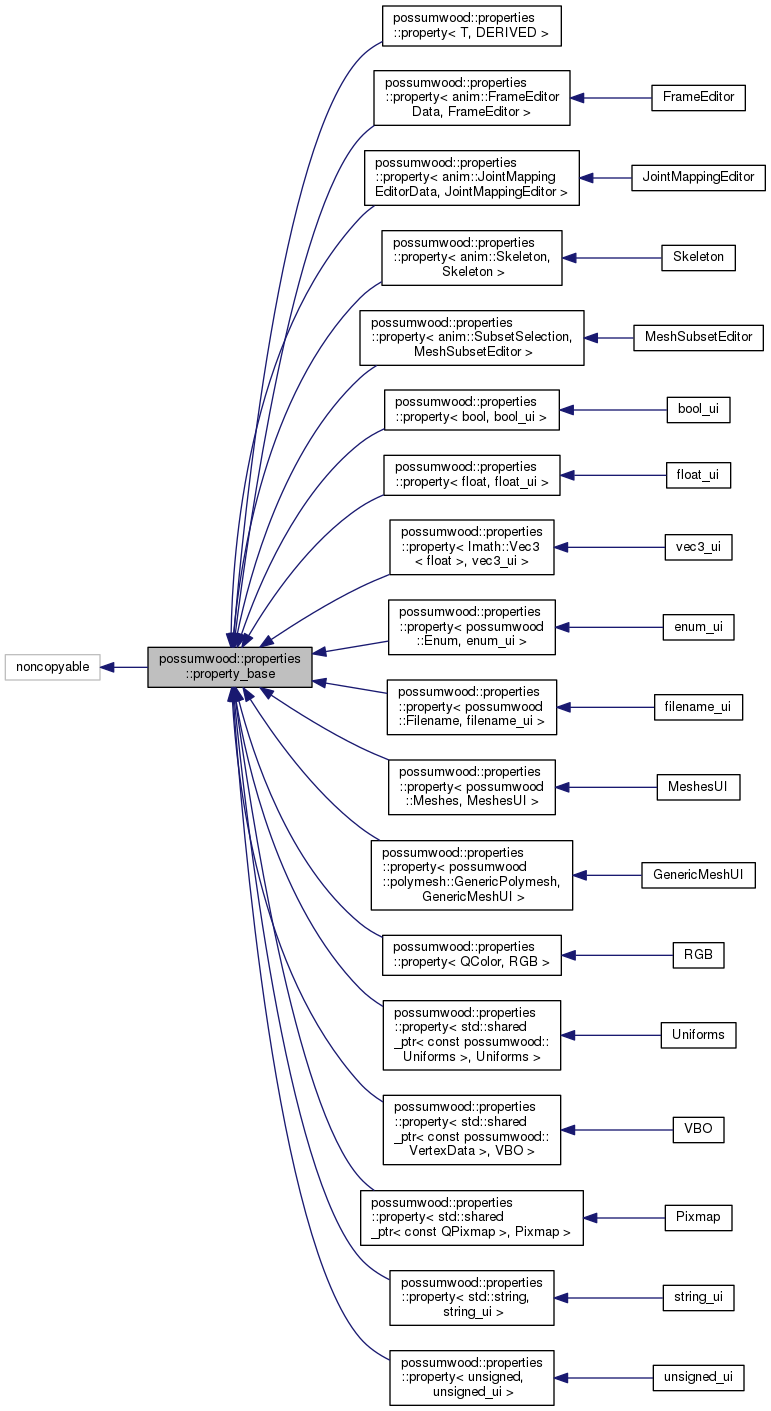 possumwood::properties
::property< T, DERIVED >
possumwood::properties
::property< anim::FrameEditor
Data, FrameEditor >
FrameEditor
possumwood::properties
::property< anim::JointMapping
EditorData, JointMappingEditor >
JointMappingEditor
possumwood::properties
::property< anim::Skeleton,
Skeleton >
Skeleton
possumwood::properties
::property< anim::SubsetSelection,
MeshSubsetEditor >
MeshSubsetEditor
possumwood::properties
::property< bool, bool_ui >
bool_ui
possumwood::properties
::property< float, float_ui >
float_ui
possumwood::properties
::property< Imath::Vec3
< float >, vec3_ui >
vec3_ui
possumwood::properties
::property< possumwood
::Enum, enum_ui >
enum_ui
noncopyable
possumwood::properties
::property_base
possumwood::properties
::property< possumwood
::Filename, filename_ui >
filename_ui
possumwood::properties
::property< possumwood
::Meshes, MeshesUI >
MeshesUI
possumwood::properties
::property< possumwood
::polymesh::GenericPolymesh,
GenericMeshUI >
GenericMeshUI
possumwood::properties
::property< QColor, RGB >
RGB
possumwood::properties
::property< std::shared
_ptr< const possumwood::
Uniforms >, Uniforms >
Uniforms
possumwood::properties
::property< std::shared
_ptr< const possumwood::
VertexData >, VBO >
VBO
possumwood::properties
::property< std::shared
_ptr< const QPixmap >, Pixmap >
Pixmap
possumwood::properties
::property< std::string,
string_ui >
string_ui
possumwood::properties
::property< unsigned,
unsigned_ui >
unsigned_ui